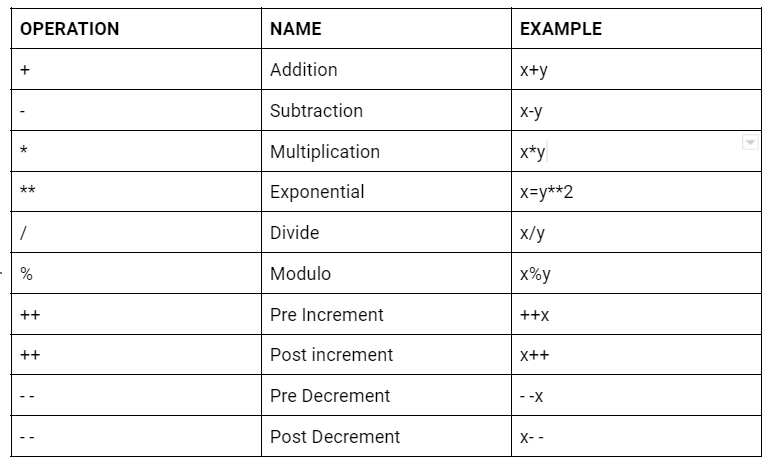 OPERATION NAME EXAMPLE
+ Addition x+y
- Subtraction x-y
* Multiplication x*y
** Exponential x=y**2
/ Divide x/y
% Modulo x%y
++ Pre Increment ++x
++ Post increment x++
- - Pre Decrement - -x
- - Post Decrement x- -